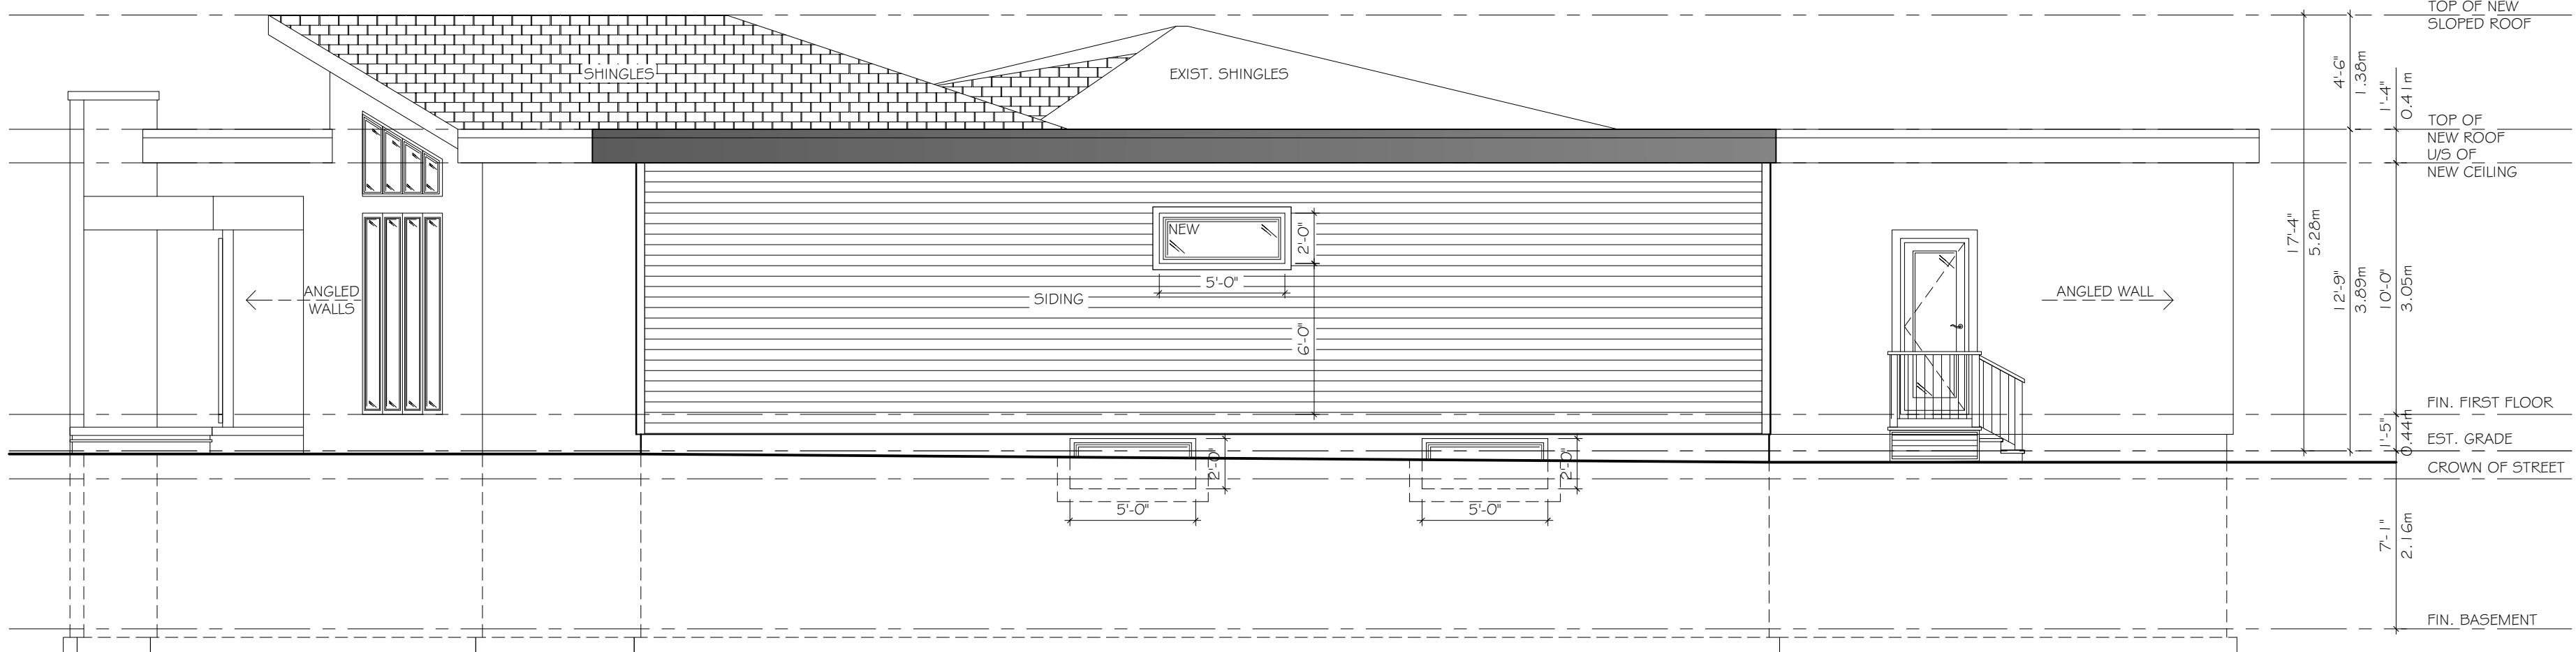 TOP OF NEW
SLOPED ROOF
SHINGLES
EXIST. SHINGLES
4'-6"
1.38m
1'-4"
0.41m
TOP OF
NEW ROOF
U/S OF
NEW CEILING
NEW
2'-0"
5'-0"
SIDING
6'-0"
ANGLED
WALLS
ANGLED WALL
17'-4"
5.28m
12'-9"
3.89m
10'-0"
3.05m
FIN. FIRST FLOOR
1'-5"
0.44m
EST. GRADE
CROWN OF STREET
2'-0"
5'-0"
2'-0"
5'-0"
7'-1"
2.16m
FIN. BASEMENT